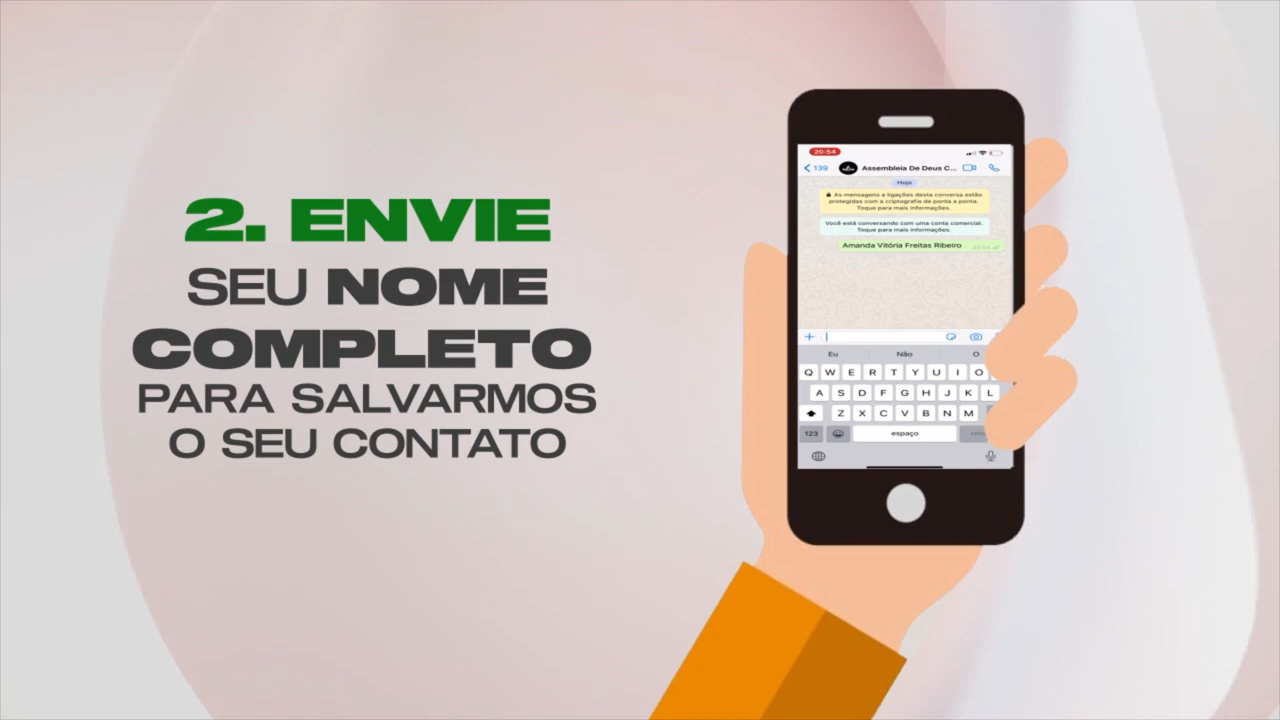 2. ENVIE
SEU NOME
COMPLETO
PARA SALVARMOS
O SEU CONTATO
20:54
139
Assembleia De Deus C...
Hoje
As mensagens e ligações desta conversa estão
protegidas com a criptografia de ponta a ponta.
Toque para mais informações.
Você está conversando com uma conta comercial.
Toque para mais informações.
Amanda Vitória Freitas Ribeiro
Eu Não O
Q W E R T Y U I O
A S D F G H J K L
Z X C V B N M
123 espaço